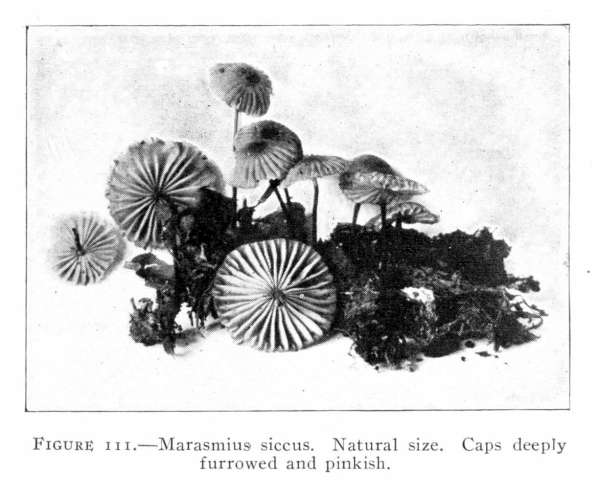 FIGURE 111.—Marasmius siccus. Natural size. Caps deeply
furrowed and pinkish.